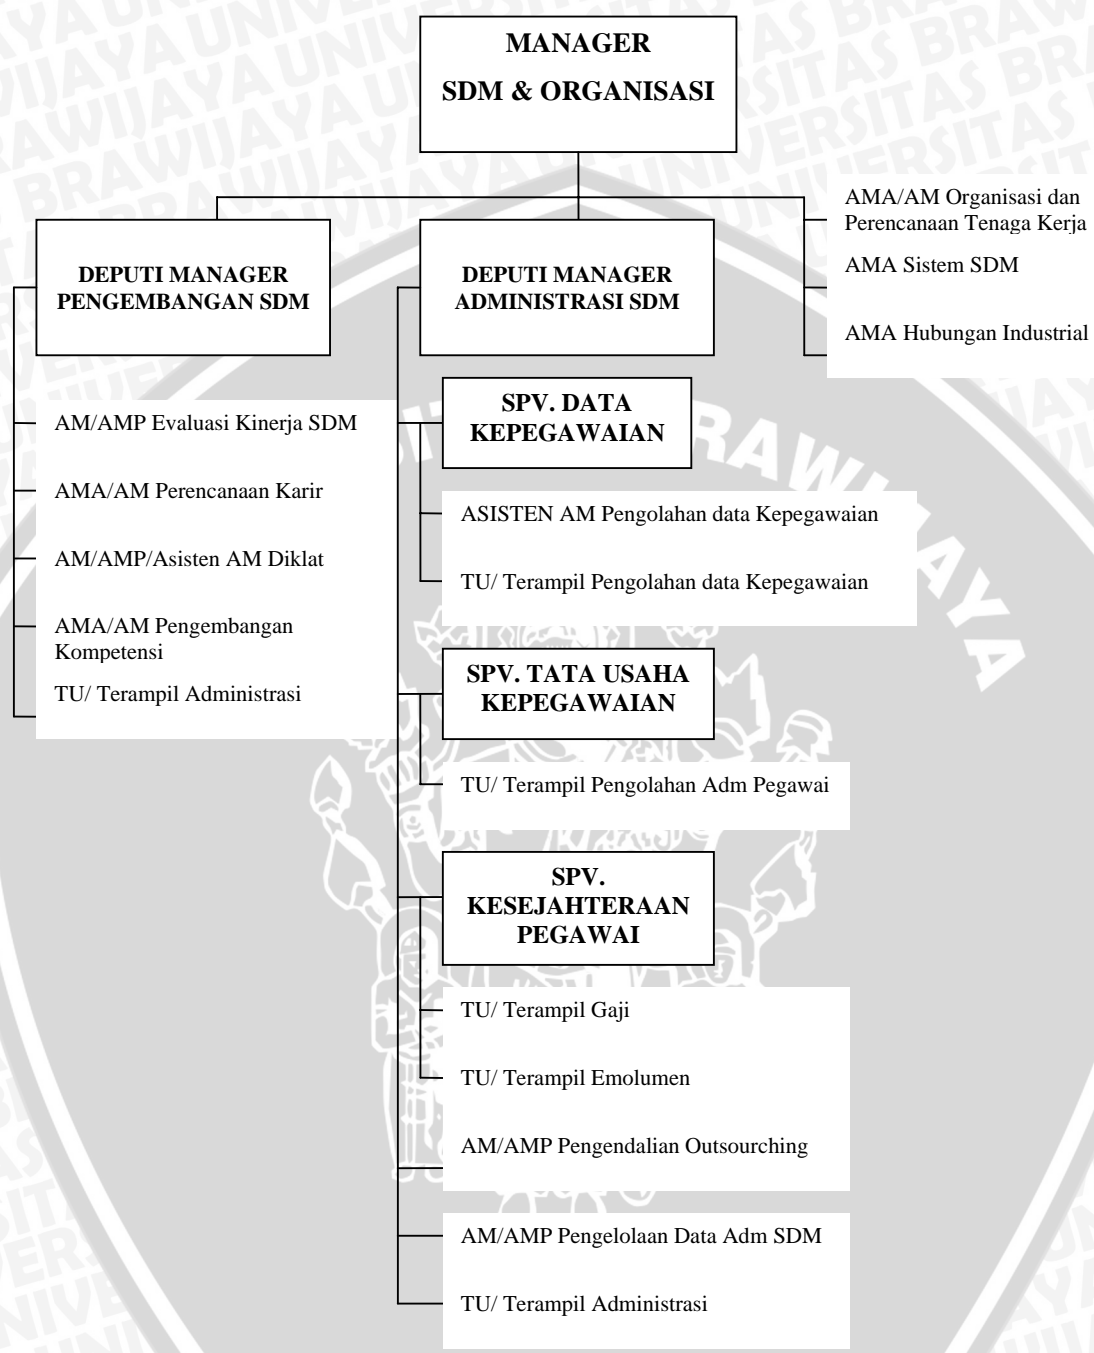 MANAGER
SDM & ORGANISASI
AMA/AM Organisasi dan
Perencanaan Tenaga Kerja
AMA Sistem SDM
AMA Hubungan Industrial
DEPUTI MANAGER
PENGEMBANGAN SDM
AM/AMP Evaluasi Kinerja SDM
AMA/AM Perencanaan Karir
AM/AMP/Asisten AM Diklat
AMA/AM Pengembangan
Kompetensi
TU/ Terampil Administrasi
DEPUTI MANAGER
ADMINISTRASI SDM
SPV. DATA
KEPEGAWAIAN
ASISTEN AM Pengolahan data Kepegawaian
TU/ Terampil Pengolahan data Kepegawaian
SPV. TATA USAHA
KEPEGAWAIAN
TU/ Terampil Pengolahan Adm Pegawai
SPV.
KESEJAHTERAAN
PEGAWAI
TU/ Terampil Gaji
TU/ Terampil Emolumen
AM/AMP Pengendalian Outsourching
AM/AMP Pengelolaan Data Adm SDM
TU/ Terampil Administrasi